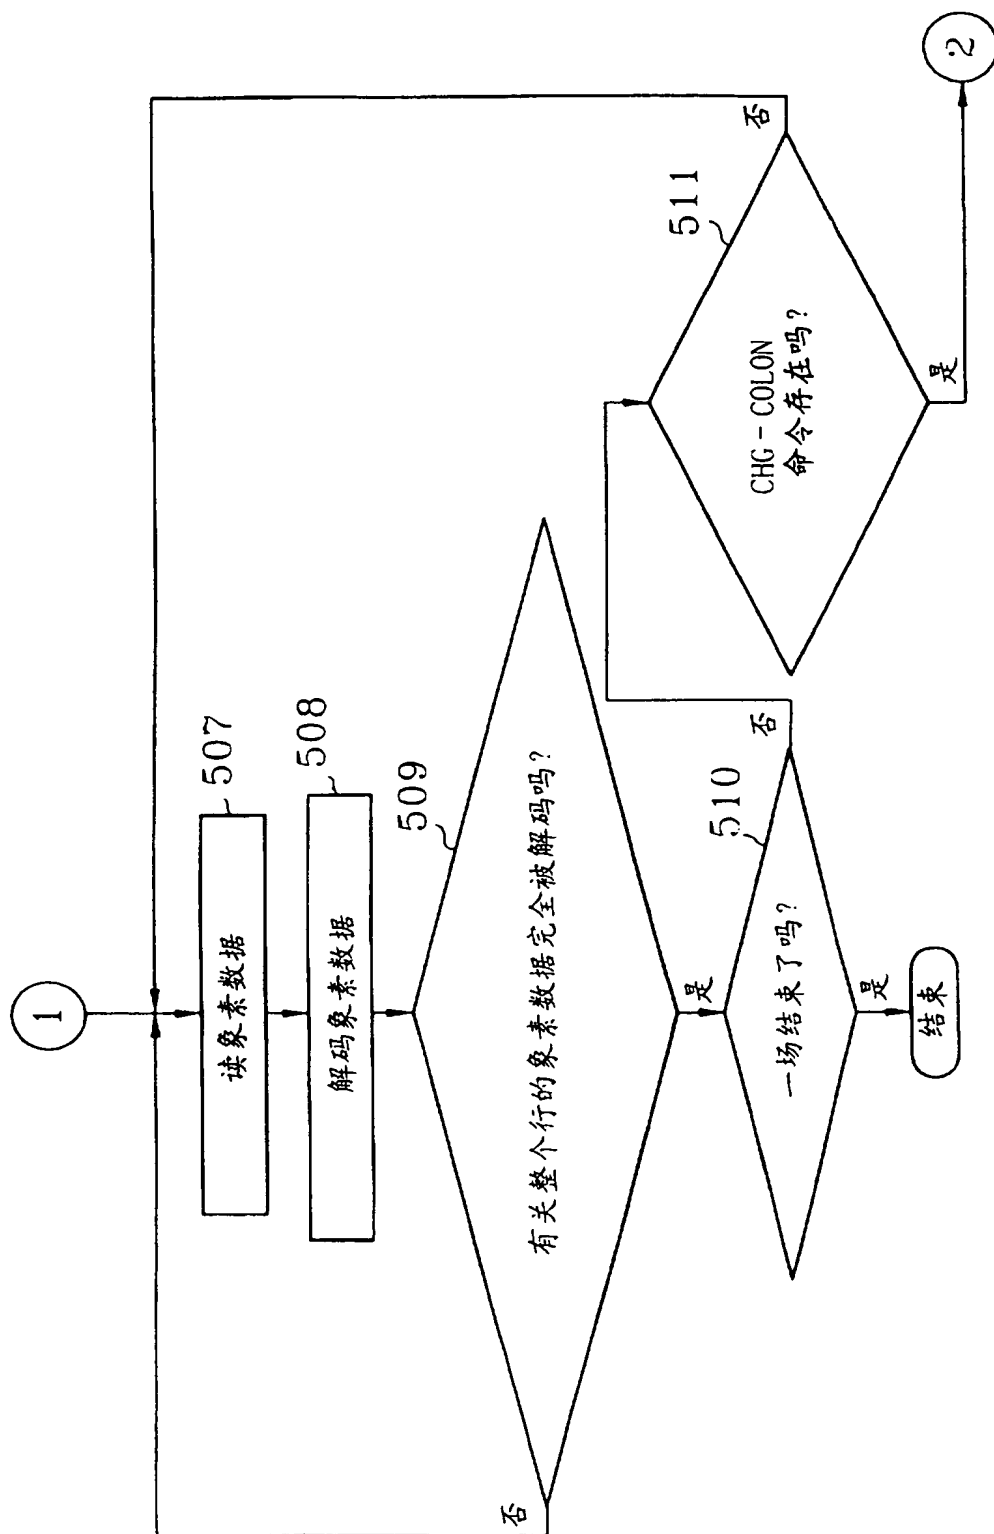 1
读象素数据
507
解码象素数据
508
有关整个行的象素数据完全被解码吗?
509
否
是
一场结束了吗?
510
否
是
结束
CHG-COLON
命令存在吗?
511
否
是
2